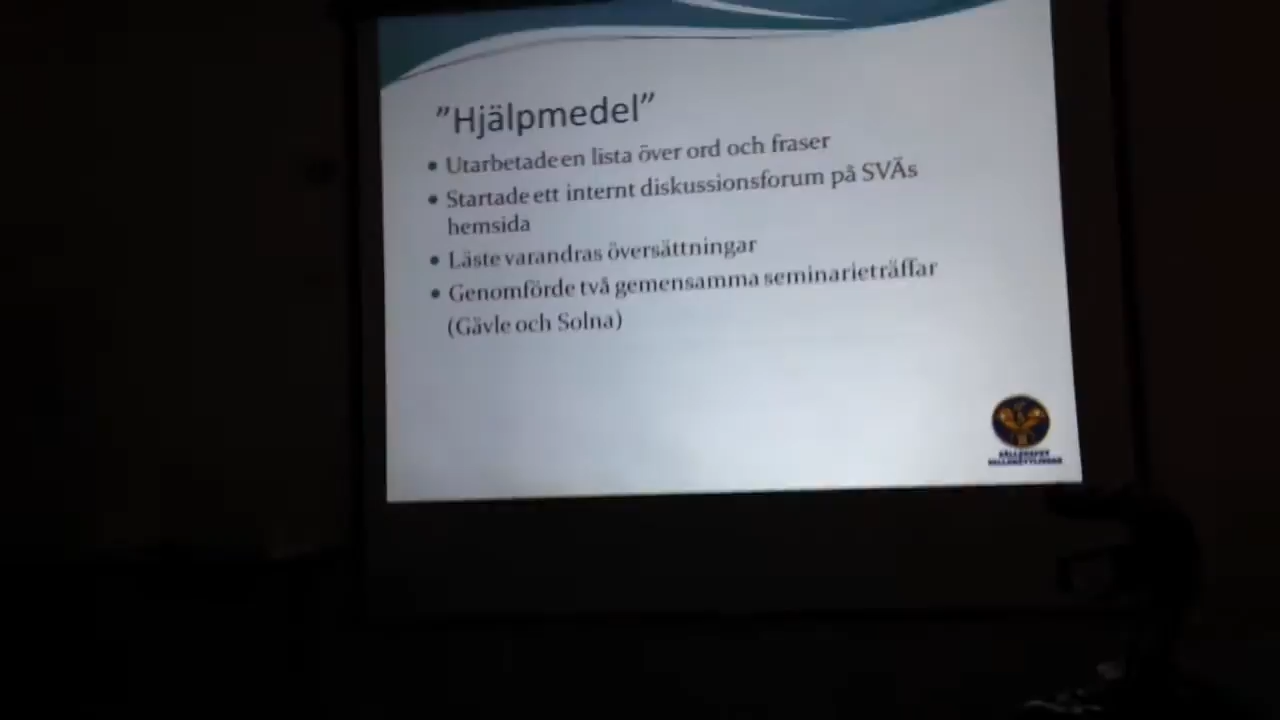 ”Hjälpmedel”
• Utarbetade en lista över ord och fraser
• Startade ett internt diskussionsforum på SVÄs
hemsida
• Läste varandras översättningar
• Genomförde två gemensamma seminarieträffar
(Gävle och Solna)